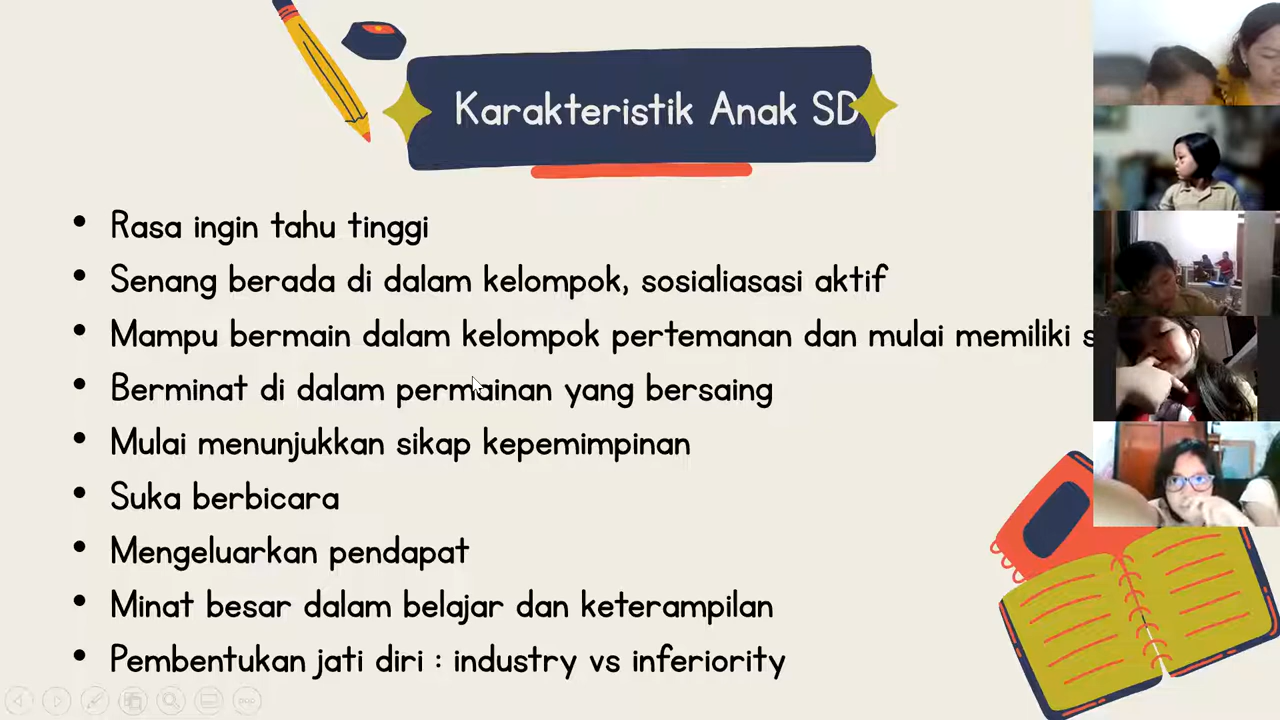 Karakteristik Anak SD
• Rasa ingin tahu tinggi
• Senang berada di dalam kelompok, sosialiasasi aktif
• Mampu bermain dalam kelompok pertemanan dan mulai memiliki
• Berminat di dalam permainan yang bersaing
• Mulai menunjukkan sikap kepemimpinan
• Suka berbicara
• Mengeluarkan pendapat
• Minat besar dalam belajar dan keterampilan
• Pembentukan jati diri : industry vs inferiority